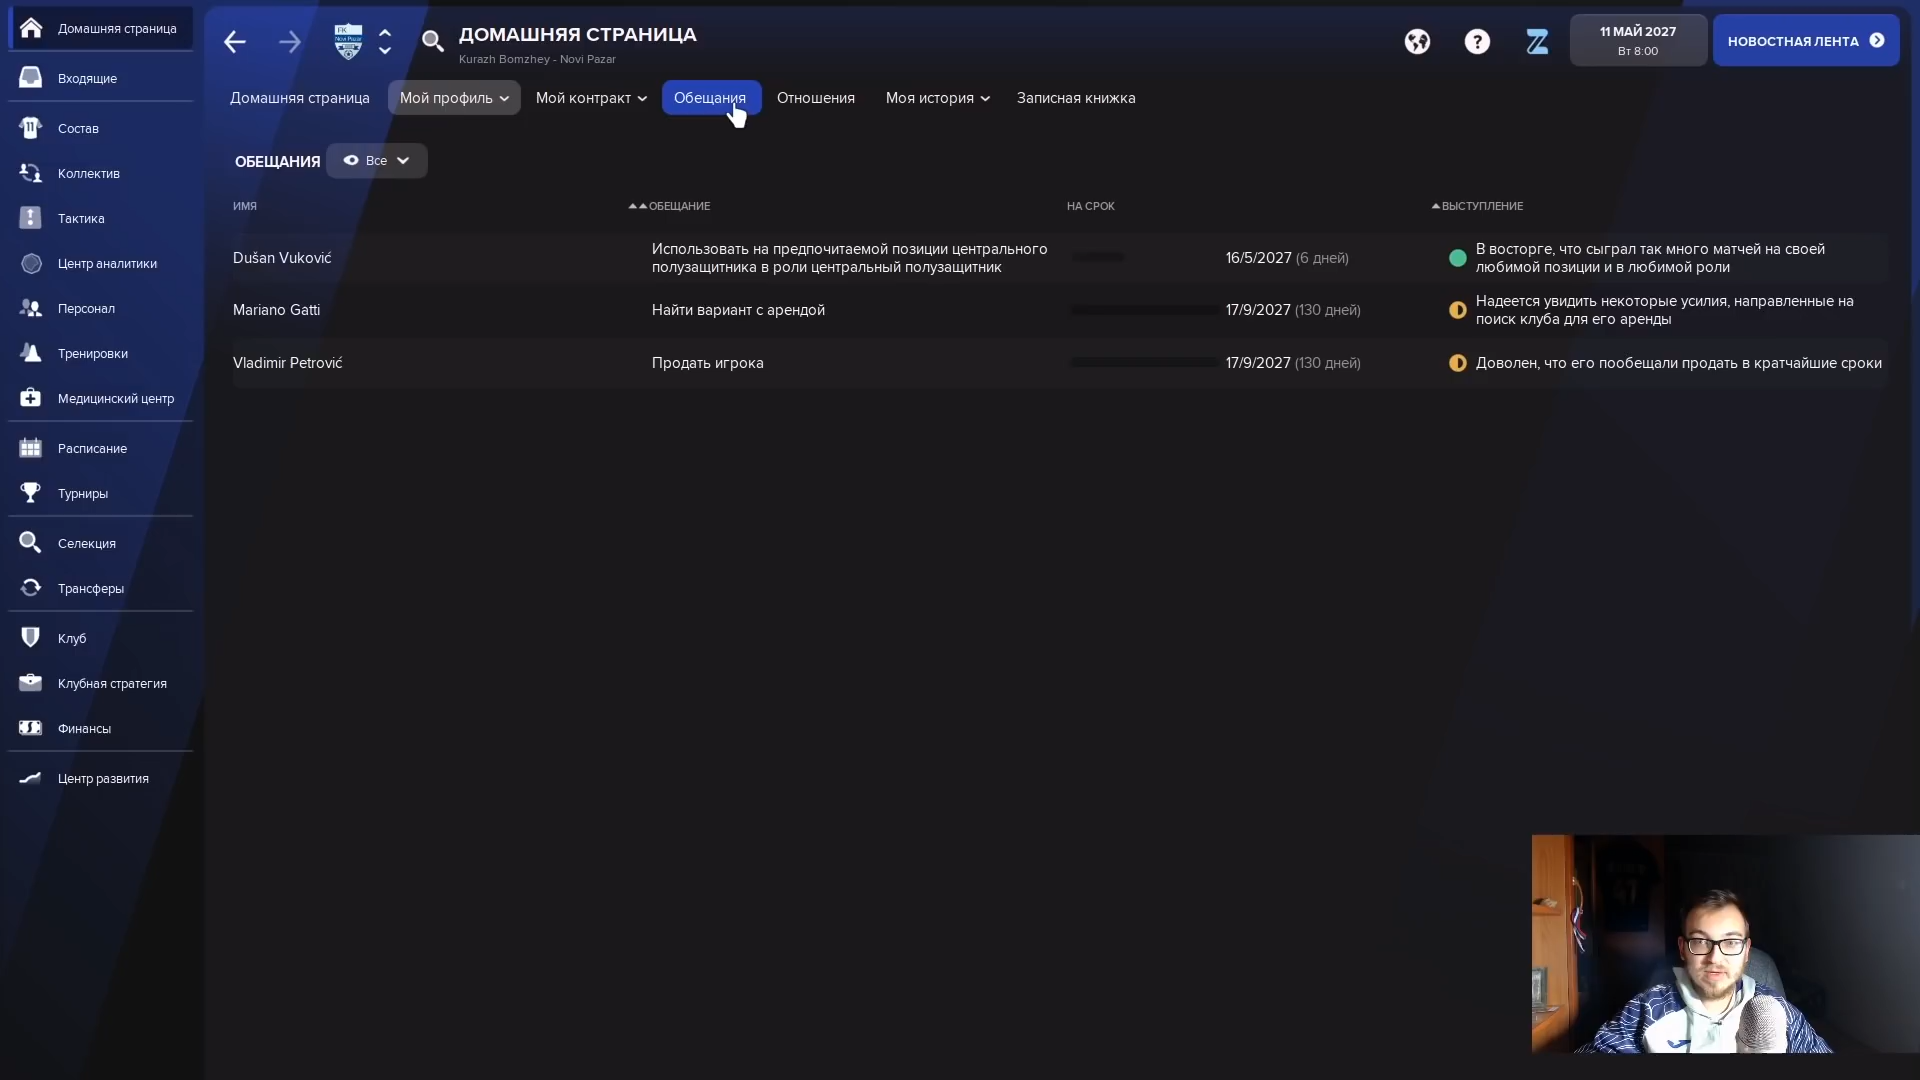 Домашняя страница
Входящие
Состав
Коллектив
Тактика
Центр аналитики
Персонал
Тренировки
Медицинский центр
Расписание
Турниры
Селекция
Трансферы
Клуб
Клубная стратегия
Финансы
Центр развития
FK
Novi Pazar
ДОМАШНЯЯ СТРАНИЦА
Kurazh Bomzhey - Novi Pazar
11 МАЙ 2027
Вт 8:00
НОВОСТНАЯ ЛЕНТА
Домашняя страница Мой профиль Мой контракт Обещания Отношения Моя история Записная книжка
ОБЕЩАНИЯ Все
ИМЯ ОБЕЩАНИЕ НА СРОК ВЫСТУПЛЕНИЕ
Dušan Vuković
Использовать на предпочитаемой позиции центрального
полузащитника в роли центральный полузащитник
16/5/2027 (6 дней)
В восторге, что сыграл так много матчей на своей
любимой позиции и в любимой роли
Mariano Gatti
Найти вариант с арендой
17/9/2027 (130 дней)
Надеется увидить некоторые усилия, направленные на
поиск клуба для его аренды
Vladimir Petrović
Продать игрока
17/9/2027 (130 дней)
Доволен, что его пообещали продать в кратчайшие сроки